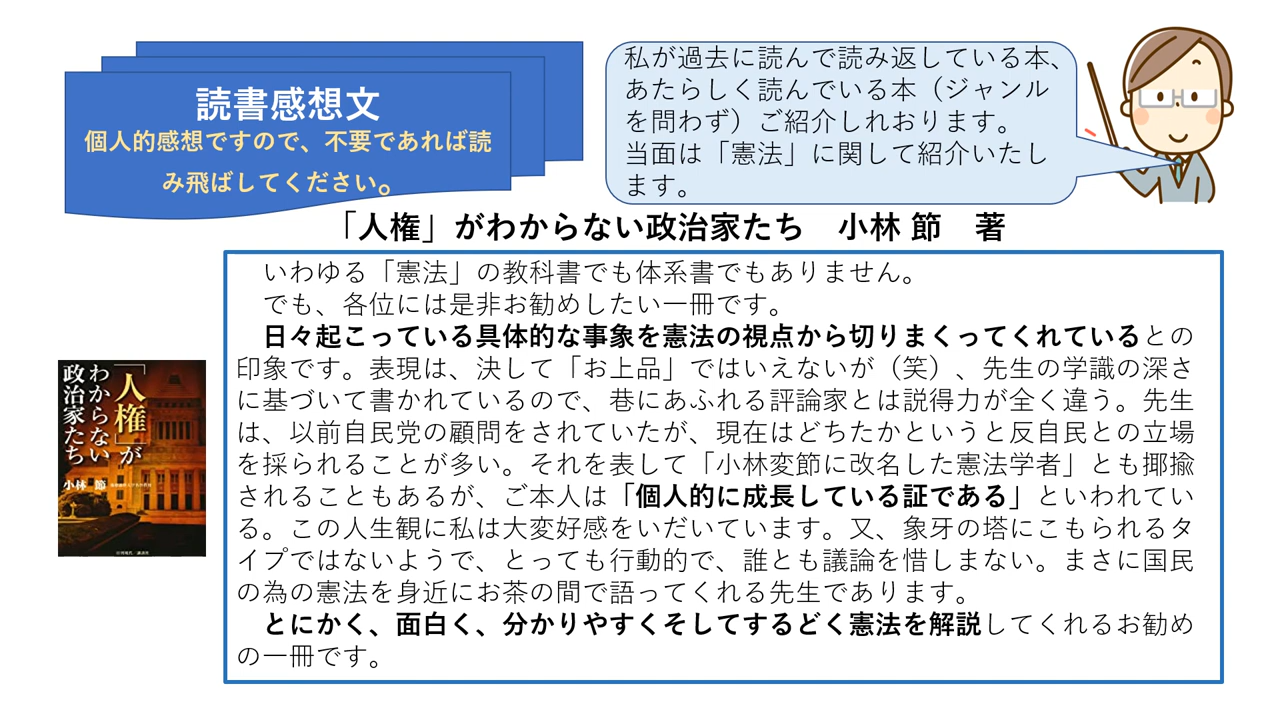 読書感想文
個人的感想ですので、不要であれば読
み飛ばしてください。
私が過去に読んで読み返している本、
あたらしく読んでいる本（ジャンル
を問わず）ご紹介しれおります。
当面は「憲法」に関して紹介いたし
ます。
「人権」がわからない政治家たち　小林 節　著
いわゆる「憲法」の教科書でも体系書でもありません。
でも、各位には是非お勧めしたい一冊です。
日々起こっている具体的な事象を憲法の視点から切りまくってくれているとの
印象です。表現は、決して「お上品」ではいえないが（笑）、先生の学識の深さ
に基づいて書かれているので、巷にあふれる評論家とは説得力が全く違う。先生
は、以前自民党の顧問をされていたが、現在はどちたかというと反自民との立場
を採られることが多い。それを表して「小林変節に改名した憲法学者」とも揶揄
されることもあるが、ご本人は「個人的に成長している証である」といわれてい
る。この人生観に私は大変好感をいだいています。又、象牙の塔にこもられるタ
イプではないようで、とっても行動的で、誰とも議論を惜しまない。まさに国民
の為の憲法を身近にお茶の間で語ってくれる先生であります。
とにかく、面白く、分かりやすくそしてするどく憲法を解説してくれるお勧め
の一冊です。
「人権」が
わからない
政治家たち
小林 節